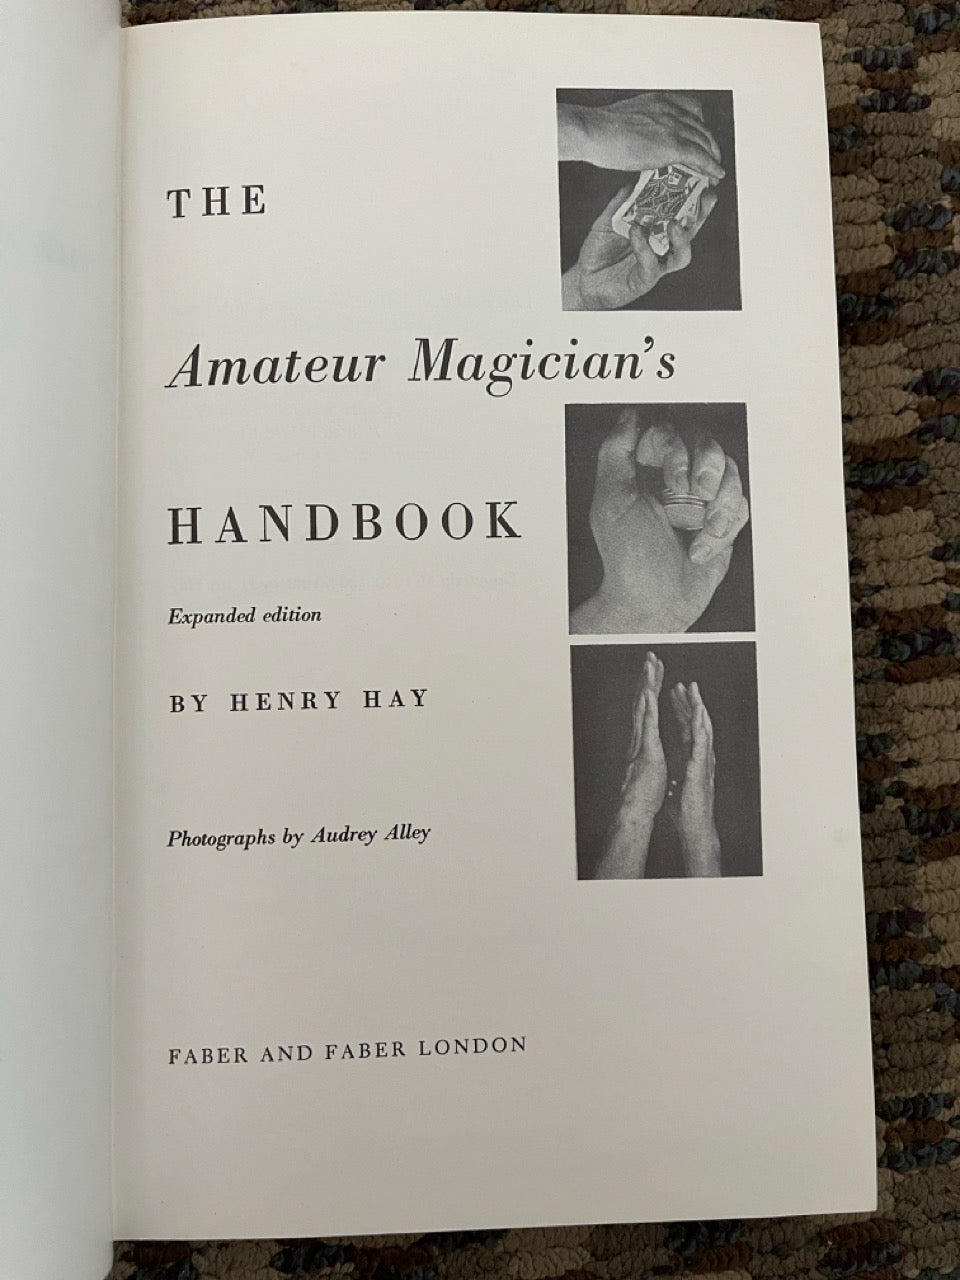 THE
Amateur Magician's
HANDBOOK
Expanded edition
BY HENRY HAY
Photographs by Audrey Alley
FABER AND FABER LONDON